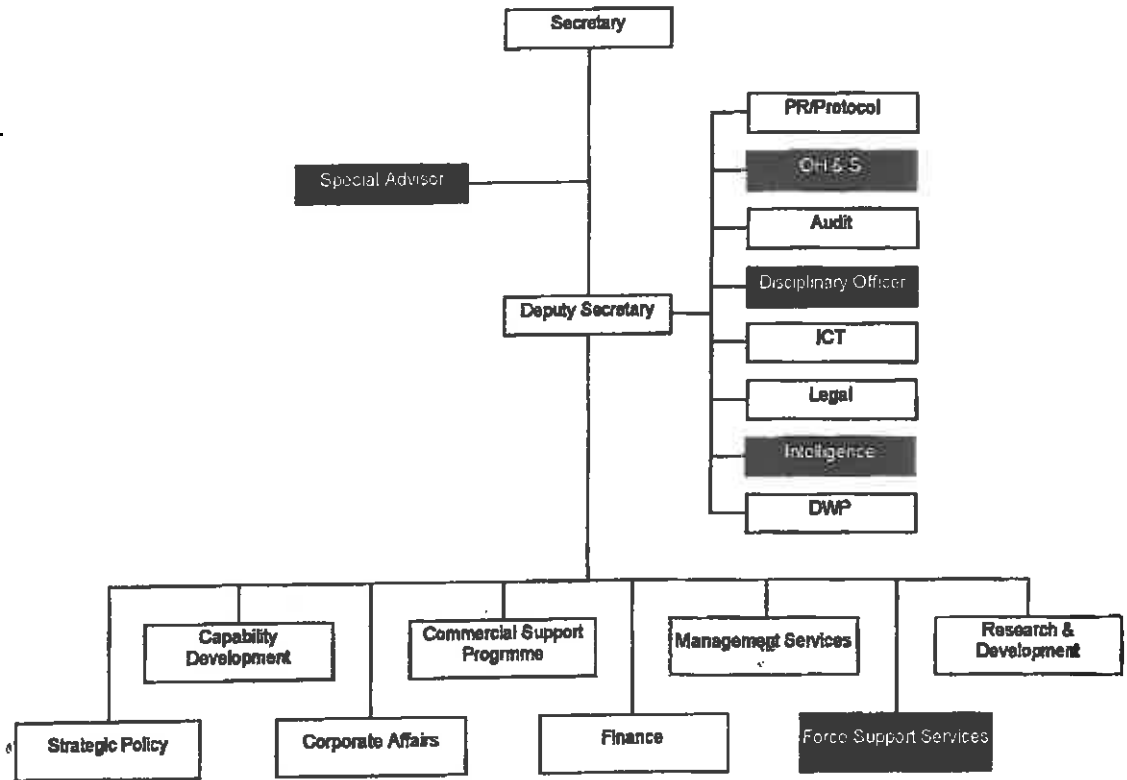 Secretary
PR/Protocol
OH & S
Special Advisor
Audit
Disciplinary Officer
Deputy Secretary
ICT
Legal
Intelligence
DWP
Capability
Development
Commercial Support
Progrmme
Management Services
Research &
Development
Strategic Policy
Corporate Affairs
Finance
Force Support Services